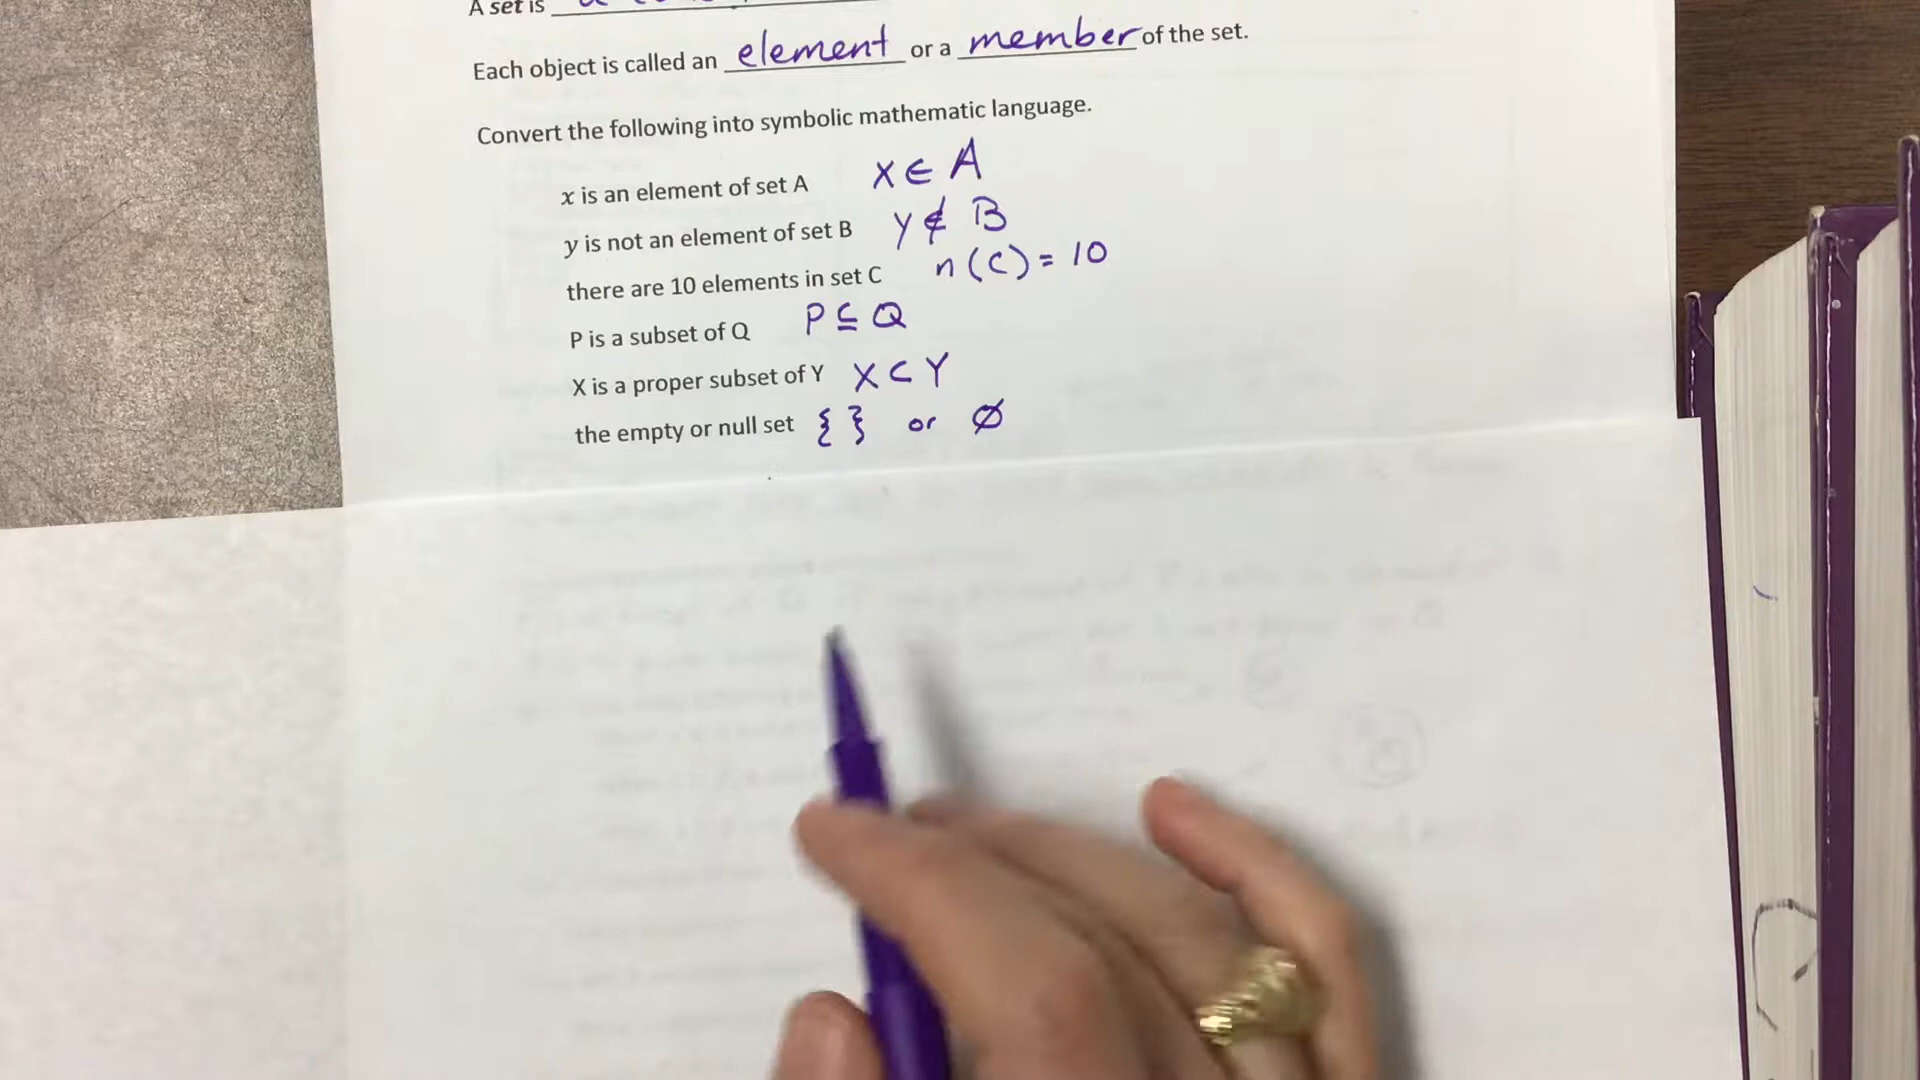 A set is
Each object is called an element or a member of the set.
Convert the following into symbolic mathematic language.
x is an element of set A x ∈ A
y is not an element of set B y ∉ B
there are 10 elements in set C n(C) = 10
P is a subset of Q P ⊆ Q
X is a proper subset of Y X ⊂ Y
the empty or null set { } or ∅